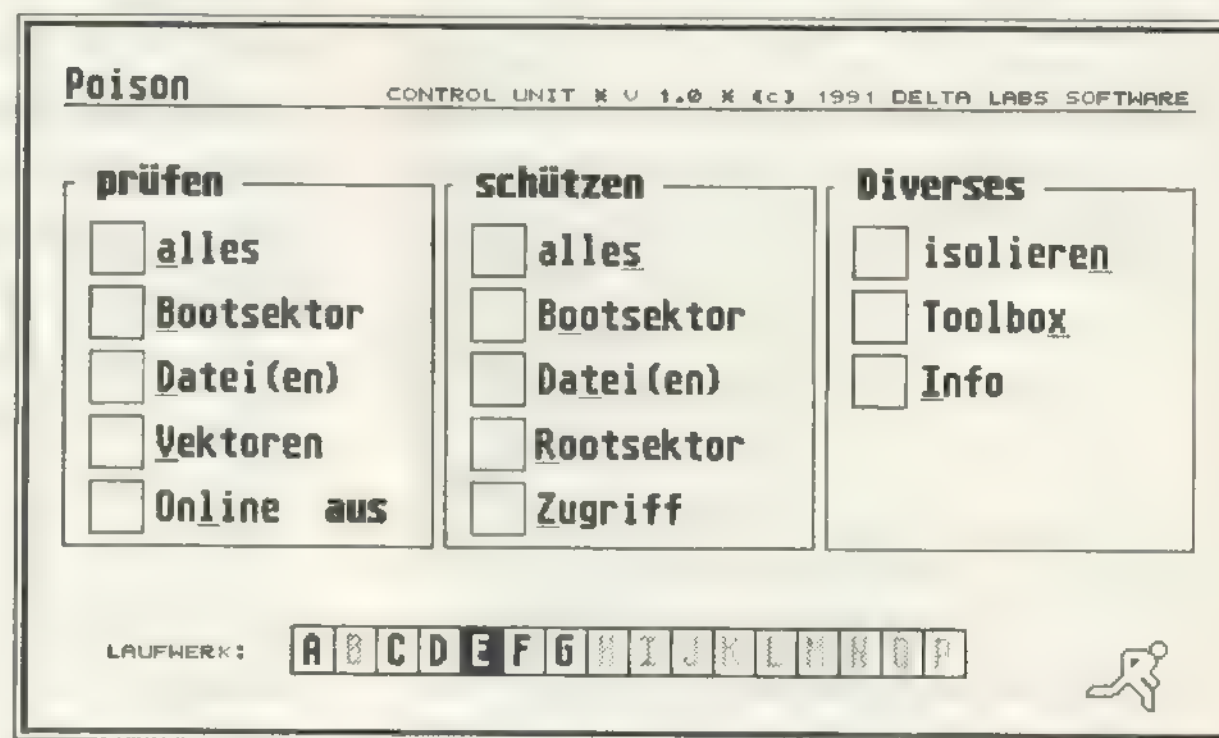 Poison
CONTROL UNIT * V 1.0 * (c) 1991 DELTA LABS SOFTWARE
prüfen
alles
Bootsektor
Datei(en)
Vektoren
Online aus
schützen
alles
Bootsektor
Datei(en)
Rootsektor
Zugriff
Diverses
isolieren
Toolbox
Info
LAUFWERK: A B C D E F G H I J K L M N O P